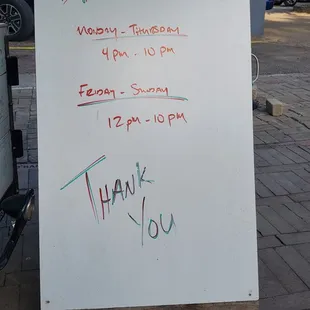 Monday - Thursday
4pm - 10pm
Friday - Sunday
12pm - 10pm
THANK
YOU